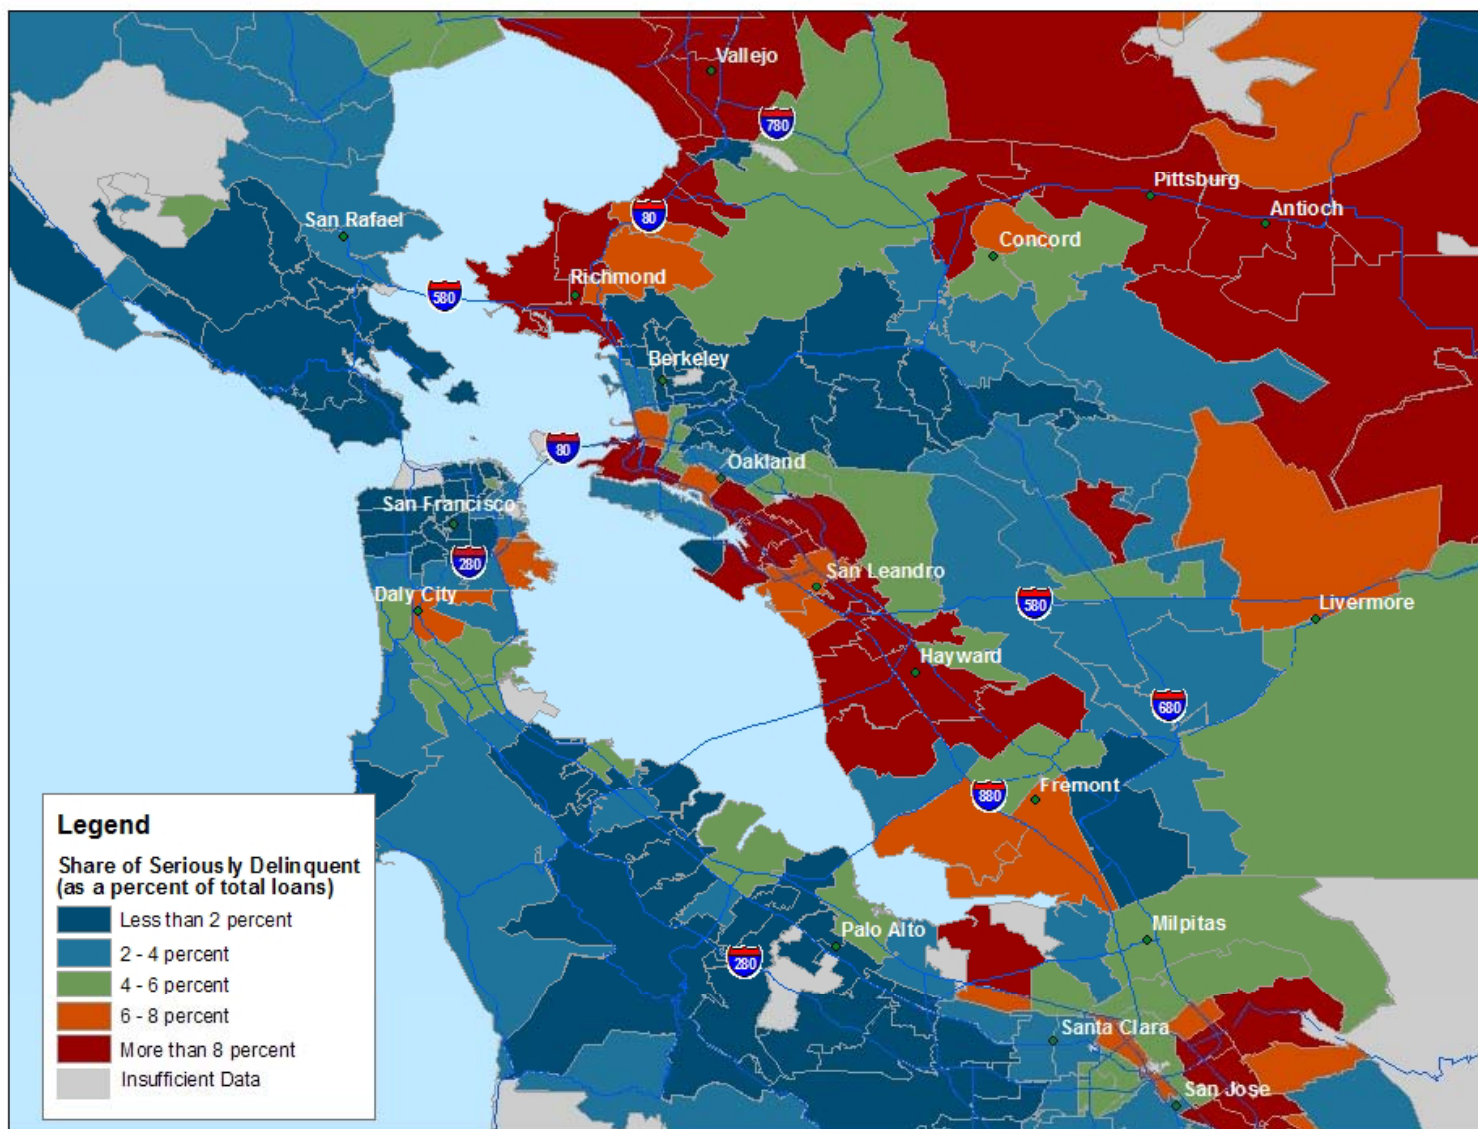 Vallejo
780
Pittsburg
Antioch
San Rafael
80
Concord
Richmond
580
Berkeley
80
Oakland
San Francisco
280
San Leandro
Daly City
580
Livermore
Hayward
680
Fremont
880
Milpitas
Palo Alto
280
Santa Clara
San Jose
Legend
Share of Seriously Delinquent
(as a percent of total loans)
Less than 2 percent
2 - 4 percent
4 - 6 percent
6 - 8 percent
More than 8 percent
Insufficient Data